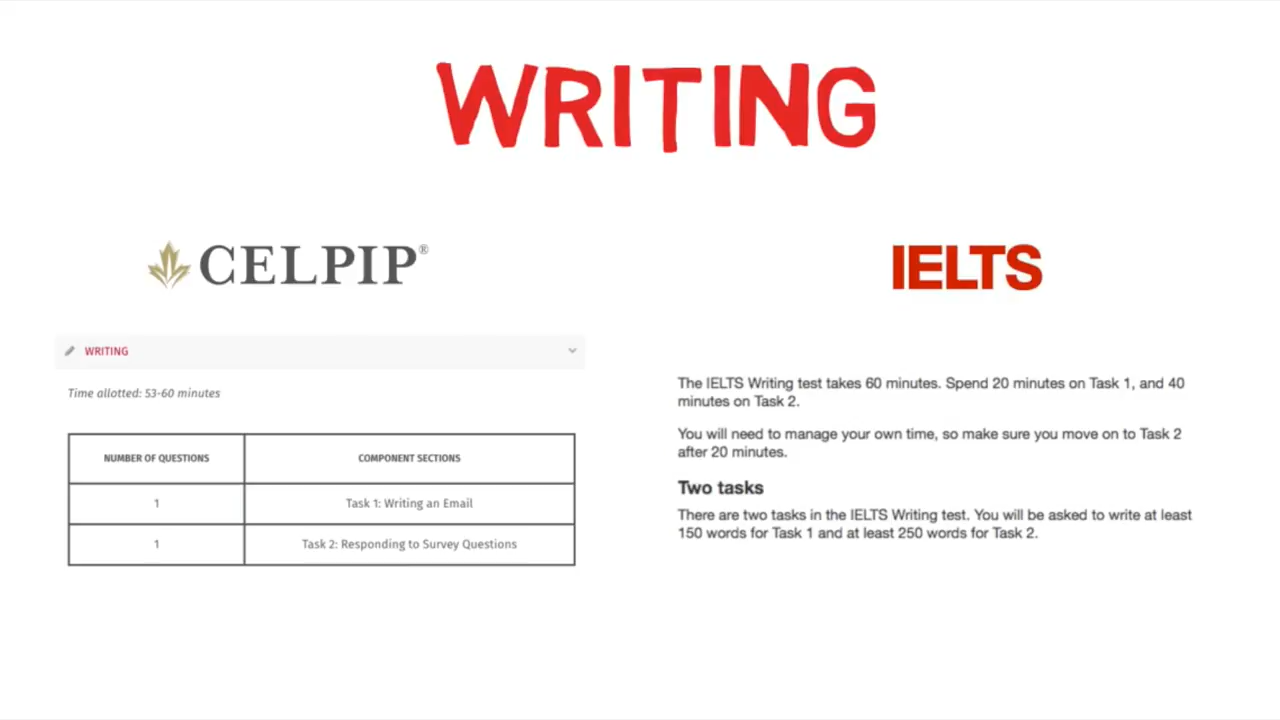 WRITING
CELPIP®
WRITING
Time allotted: 53-60 minutes
NUMBER OF QUESTIONS COMPONENT SECTIONS
1 Task 1: Writing an Email
1 Task 2: Responding to Survey Questions
IELTS
The IELTS Writing test takes 60 minutes. Spend 20 minutes on Task 1, and 40
minutes on Task 2.
You will need to manage your own time, so make sure you move on to Task 2
after 20 minutes.
Two tasks
There are two tasks in the IELTS Writing test. You will be asked to write at least
150 words for Task 1 and at least 250 words for Task 2.